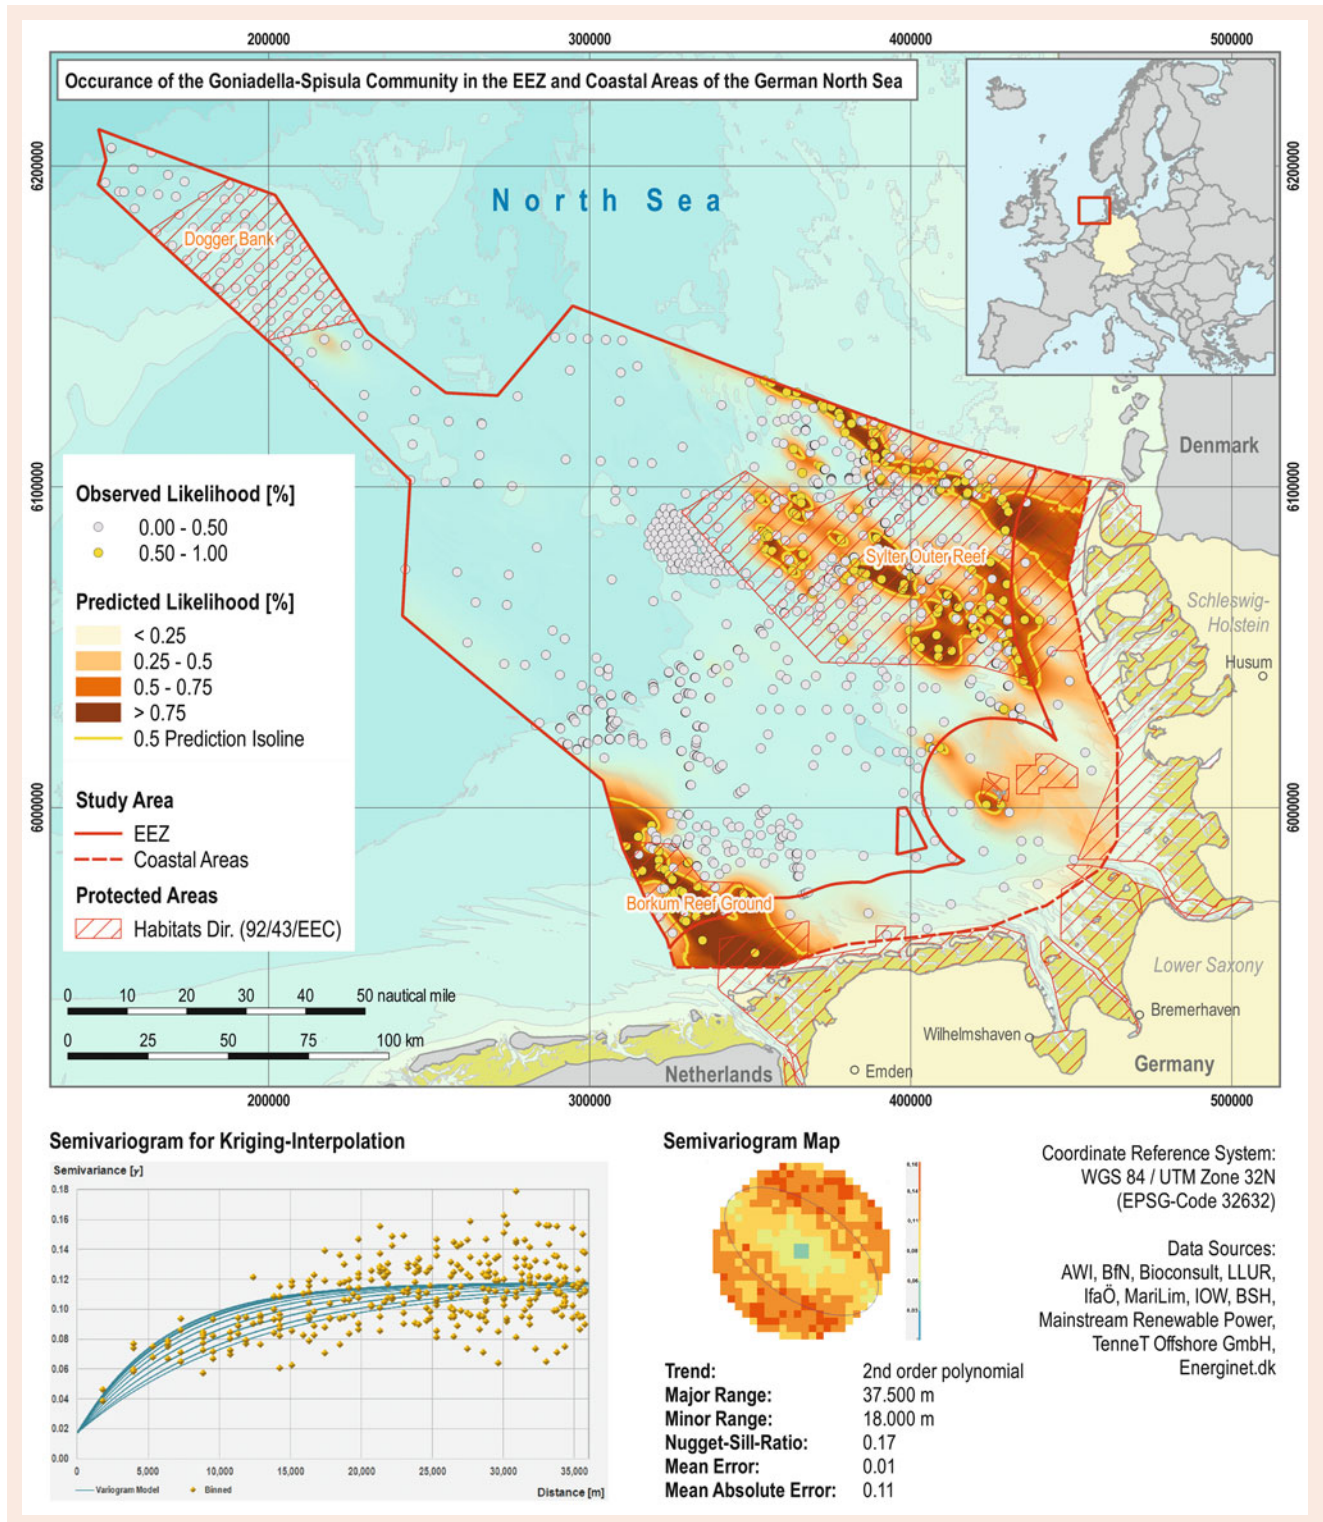 200000
300000
400000
500000
Occurance of the Goniadella-Spisula Community in the EEZ and Coastal Areas of the German North Sea
6200000
6200000
North Sea
Dogger Bank
Denmark
6100000
6100000
Observed Likelihood [%]
0.00 - 0.50
0.50 - 1.00
Sylter Outer Reef
Predicted Likelihood [%]
< 0.25
0.25 - 0.5
0.5 - 0.75
> 0.75
0.5 Prediction Isoline
Schleswig-
Holstein
Husum
Study Area
EEZ
Coastal Areas
Protected Areas
Habitats Dir. (92/43/EEC)
6000000
6000000
Borkum Reef Ground
Lower Saxony
0 10 20 30 40 50 nautical mile
0 25 50 75 100 km
Bremerhaven
Wilhelmshaven
Germany
Netherlands
Emden
200000
300000
400000
500000
Semivariogram for Kriging-Interpolation
Semivariance [γ]
0.18
0.16
0.14
0.12
0.10
0.08
0.06
0.04
0.02
0.00
0 5,000 10,000 15,000 20,000 25,000 30,000 35,000
Variogram Model
Binned
Distance [m]
Semivariogram Map
Trend: 2nd order polynomial
Major Range: 37.500 m
Minor Range: 18.000 m
Nugget-Sill-Ratio: 0.17
Mean Error: 0.01
Mean Absolute Error: 0.11
Coordinate Reference System:
WGS 84 / UTM Zone 32N
(EPSG-Code 32632)
Data Sources:
AWI, BfN, Bioconsult, LLUR,
IfaÖ, MariLim, IOW, BSH,
Mainstream Renewable Power,
TenneT Offshore GmbH,
Energinet.dk